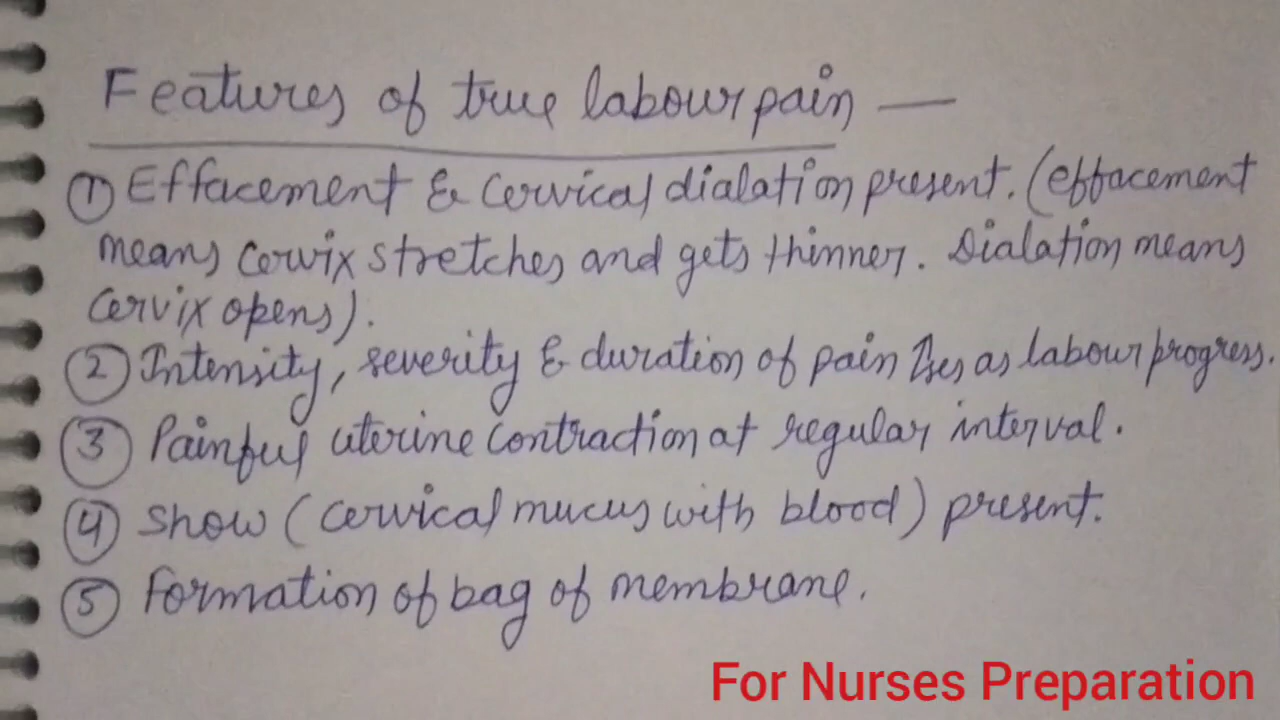 Features of true labour pain —
① Effacement & cervical dialation present. (effacement
means cervix stretches and gets thinner. Dialation means
cervix opens).
② Intensity, severity & duration of pain ↑ses as labour progress.
③ Painful uterine contraction at regular interval.
④ Show (cervical mucus with blood) present.
⑤ Formation of bag of membrane.
For Nurses Preparation